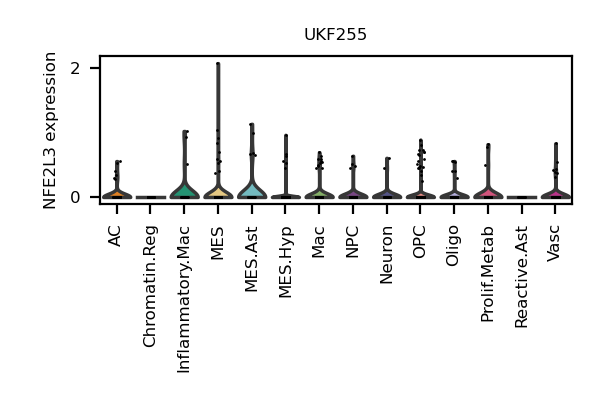 UKF255
NFE2L3 expression
2
0
AC
Chromatin.Reg
Inflammatory.Mac
MES
MES.Ast
MES.Hyp
Mac
NPC
Neuron
OPC
Oligo
Prolif.Metab
Reactive.Ast
Vasc